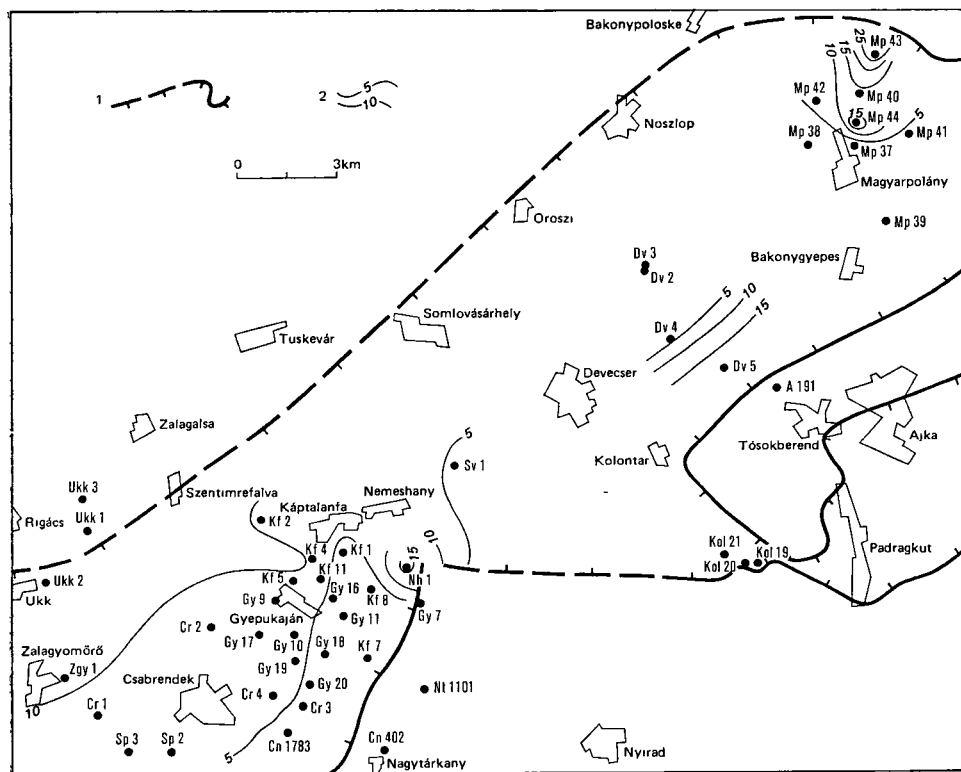 Bakonypoloske
25
Mp 43
15
10
1
2
5
10
Mp 42
Mp 40
15
Mp 44
5
Noszlop
Mp 38
Mp 41
Mp 37
0
3km
Magyarpolány
Oroszi
Mp 39
Dv 3
Dv 2
Bakonygyepes
5
10
15
Somlovásárhely
Tuskevár
Dv 4
Devecser
Dv 5
A 191
Zalagalsa
Tósokberend
Ajka
5
Kolontar
Sv 1
Ukk 3
Szentimrefalva
Nemeshany
Káptalanfa
Rigács
Ukk 1
Kf 2
10
Kf 4
Kf 1
Kol 21
Kol 19
Padragkut
15
Kol 20
Ukk 2
Kf 5
Kf 11
Nh 1
Ukk
Gy 16
Kf 8
Gy 9
Gy 7
Gyepukaján
Gy 11
Cr 2
Gy 17
Gy 10
Gy 18
Zalagyomörő
Kf 7
Gy 19
Zgy 1
Csabrendek
Cr 4
Gy 20
Nt 1101
10
Cr 1
Cr 3
Sp 3
Sp 2
5
Cn 1783
Cn 402
Nyirad
Nagytárkany